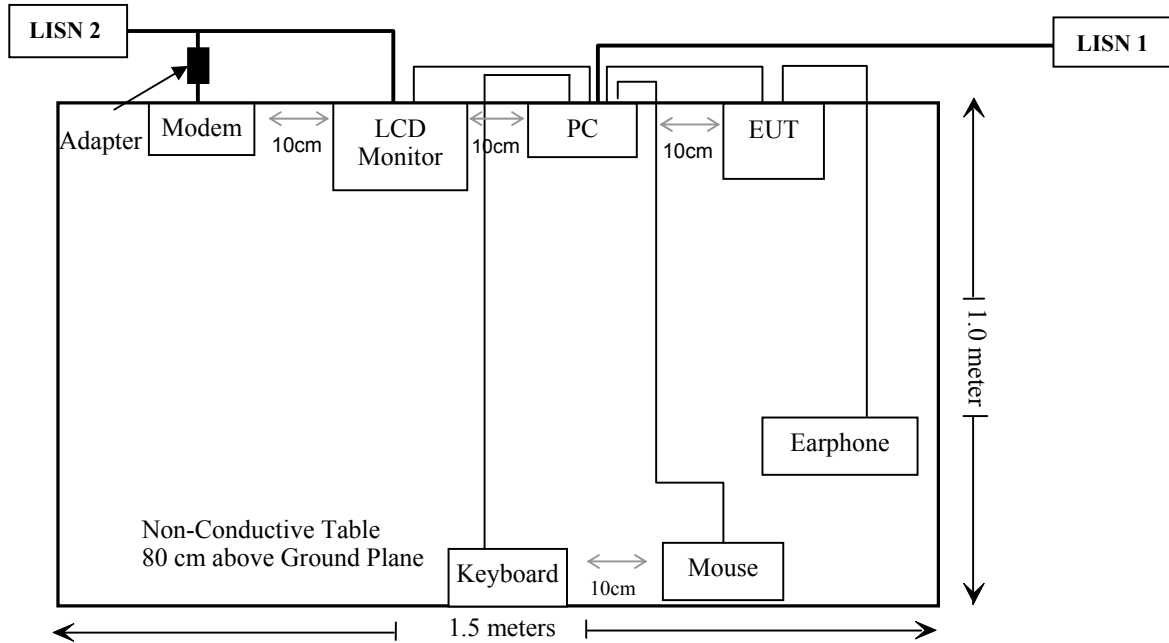 LISN 2
LISN 1
Adapter
Modem
10cm
LCD
Monitor
10cm
PC
10cm
EUT
1.0 meter
Earphone
Non-Conductive Table
80 cm above Ground Plane
Keyboard
10cm
Mouse
1.5 meters